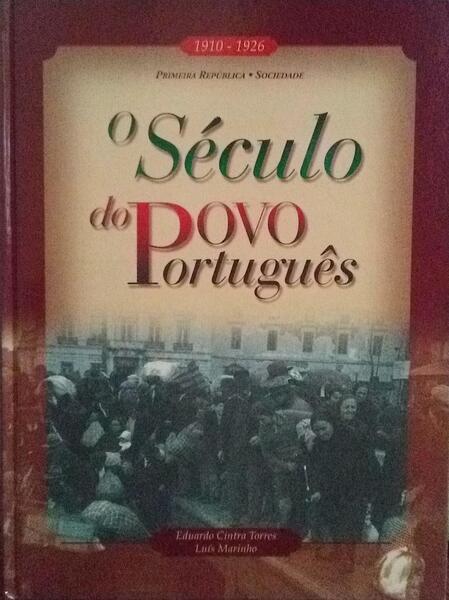 1910 - 1926
PRIMEIRA REPÚBLICA • SOCIEDADE
O Século
do POVO
Português
Eduardo Cintra Torres
Luís Marinho